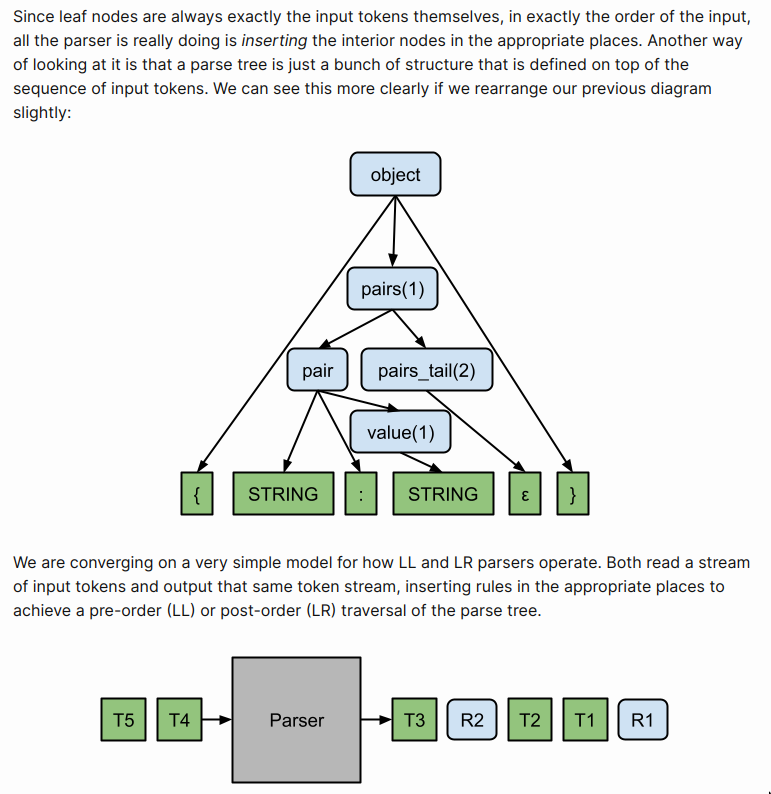 Since leaf nodes are always exactly the input tokens themselves, in exactly the order of the input,
all the parser is really doing is inserting the interior nodes in the appropriate places. Another way
of looking at it is that a parse tree is just a bunch of structure that is defined on top of the
sequence of input tokens. We can see this more clearly if we rearrange our previous diagram
slightly:
object
pairs(1)
pair pairs_tail(2)
value(1)
{ STRING : STRING ε }
We are converging on a very simple model for how LL and LR parsers operate. Both read a stream
of input tokens and output that same token stream, inserting rules in the appropriate places to
achieve a pre-order (LL) or post-order (LR) traversal of the parse tree.
T5 T4 Parser T3 R2 T2 T1 R1